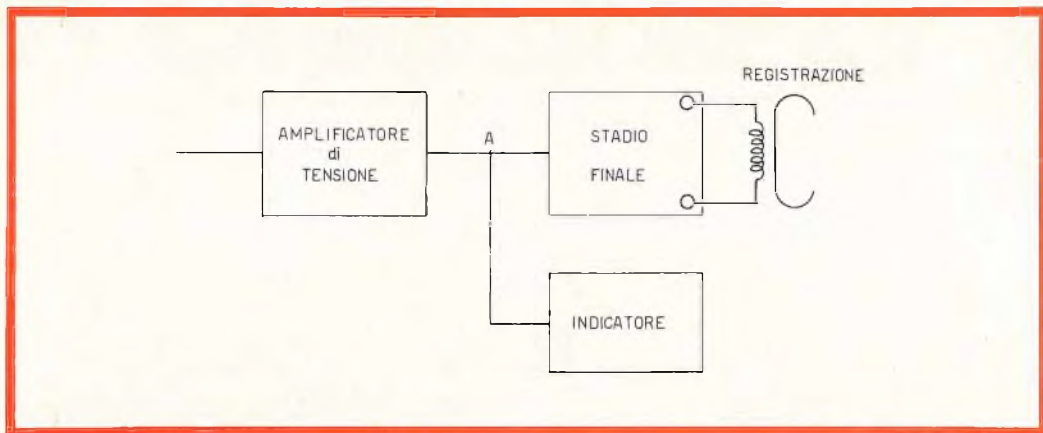 REGISTRAZIONE
AMPLIFICATORE
di
TENSIONE
A
STADIO
FINALE
INDICATORE